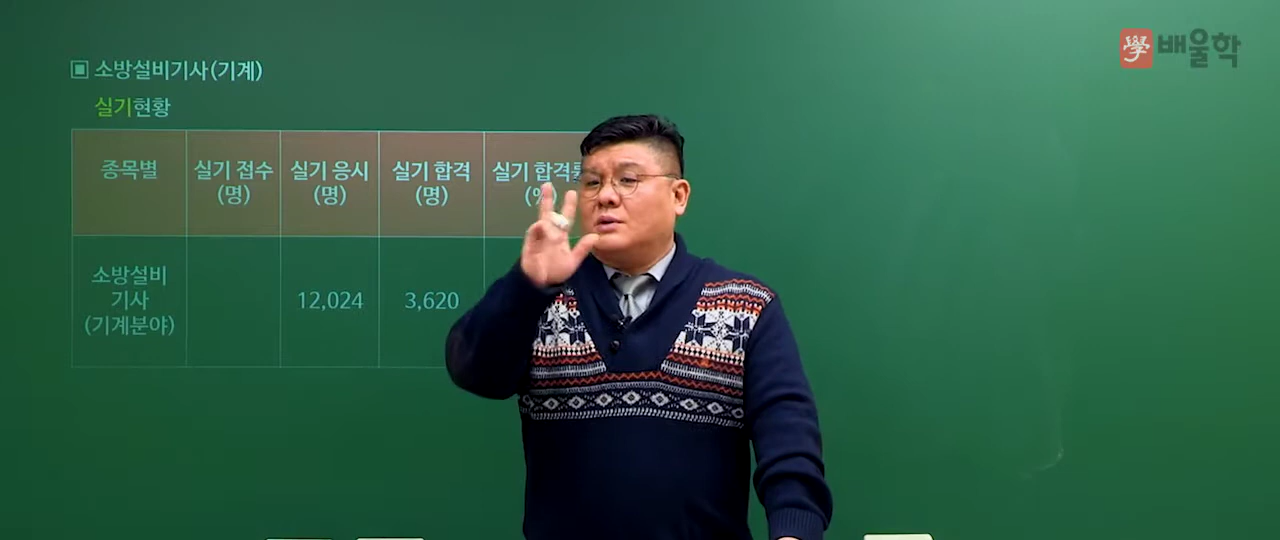 學 배울학
▣ 소방설비기사(기계)
실기현황
종목별 실기 접수 실기 응시 실기 합격 실기
(명) (명) (명)
소방설비
기사 12,024 3,620
(기계분야)